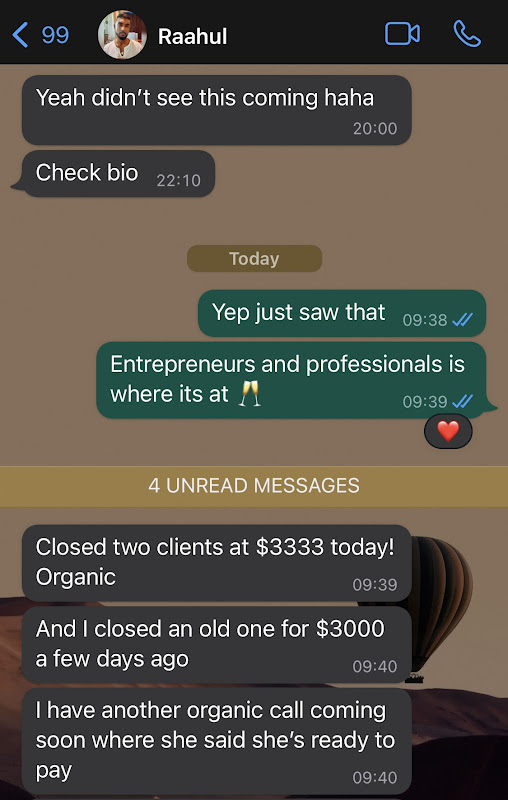 99
Raahul
Yeah didn’t see this coming haha
20:00
Check bio 22:10
Today
Yep just saw that 09:38
Entrepreneurs and professionals is
where its at 🥂 09:39
❤️
4 UNREAD MESSAGES
Closed two clients at $3333 today!
Organic 09:39
And I closed an old one for $3000
a few days ago 09:40
I have another organic call coming
soon where she said she’s ready to
pay 09:40